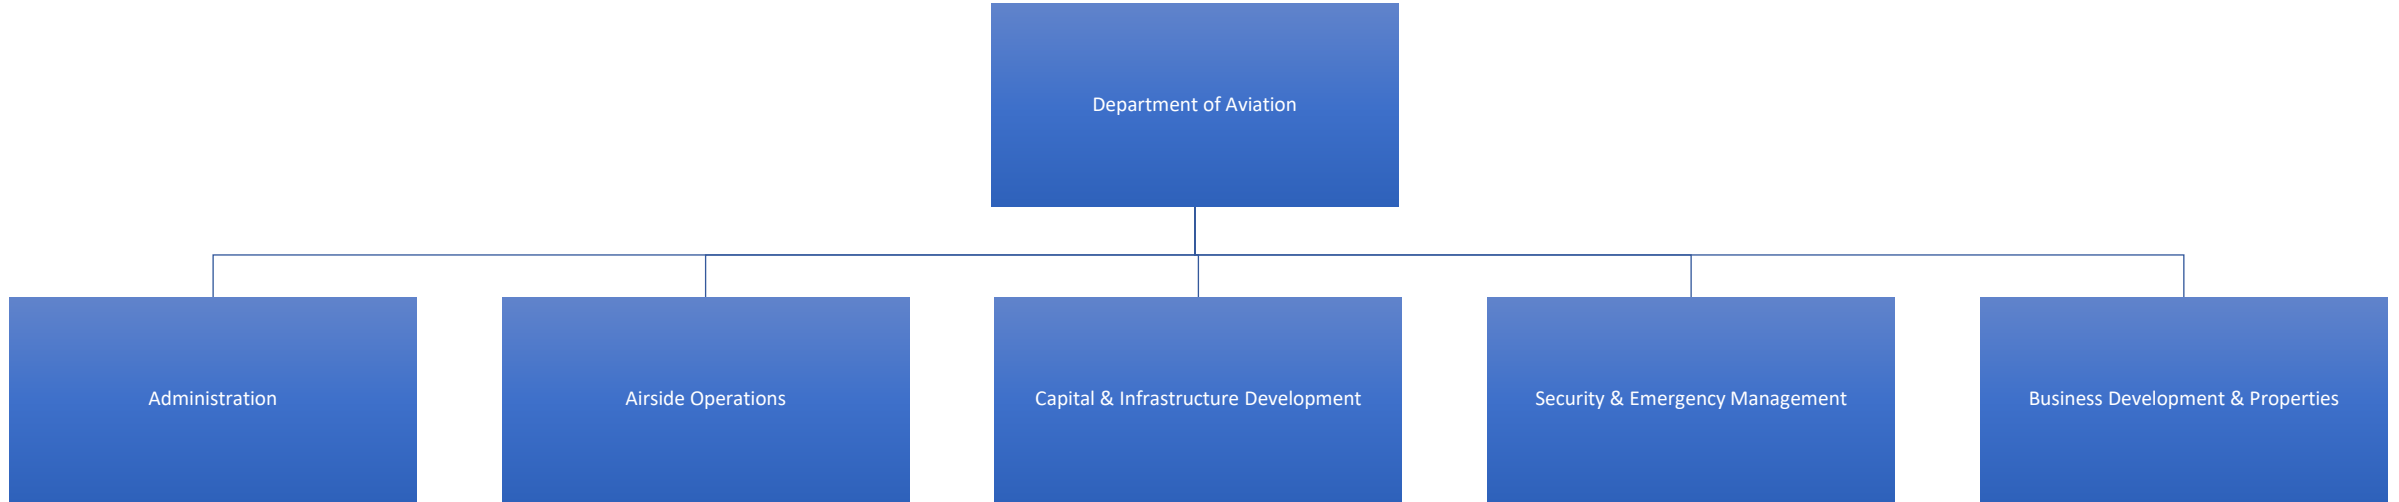 Department of Aviation
Administration
Airside Operations
Capital & Infrastructure Development
Security & Emergency Management
Business Development & Properties